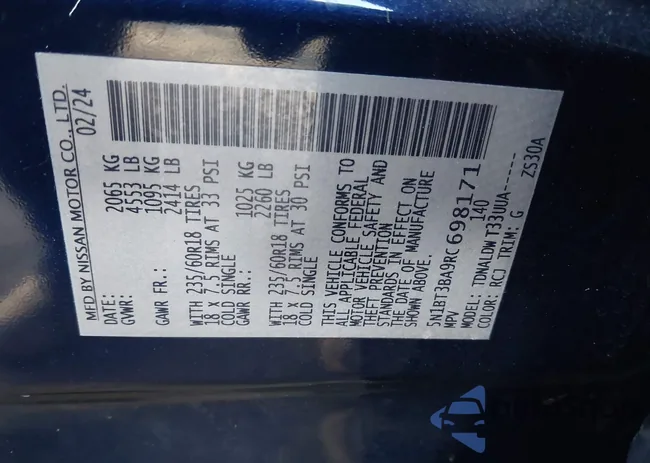 MFD BY NISSAN MOTOR CO., LTD.
DATE: 02/24
GVWR: 2065 KG
4553 LB
GAWR FR.: 1095 KG
2414 LB
WITH 235/60R18 TIRES
18 X 7.5 RIMS AT 33 PSI
COLD SINGLE
GAWR RR.: 1025 KG
2260 LB
WITH 235/60R18 TIRES
18 X 7.5 RIMS AT 30 PSI
COLD SINGLE
THIS VEHICLE CONFORMS TO
ALL APPLICABLE FEDERAL
MOTOR VEHICLE SAFETY AND
THEFT PREVENTION
STANDARDS IN EFFECT ON
THE DATE OF MANUFACTURE
SHOWN ABOVE.
5N1BT3BA9RC698171
MPV 140
MODEL: TDNALDW T33QUA------
COLOR: RCJ TRIM: G ZS30A